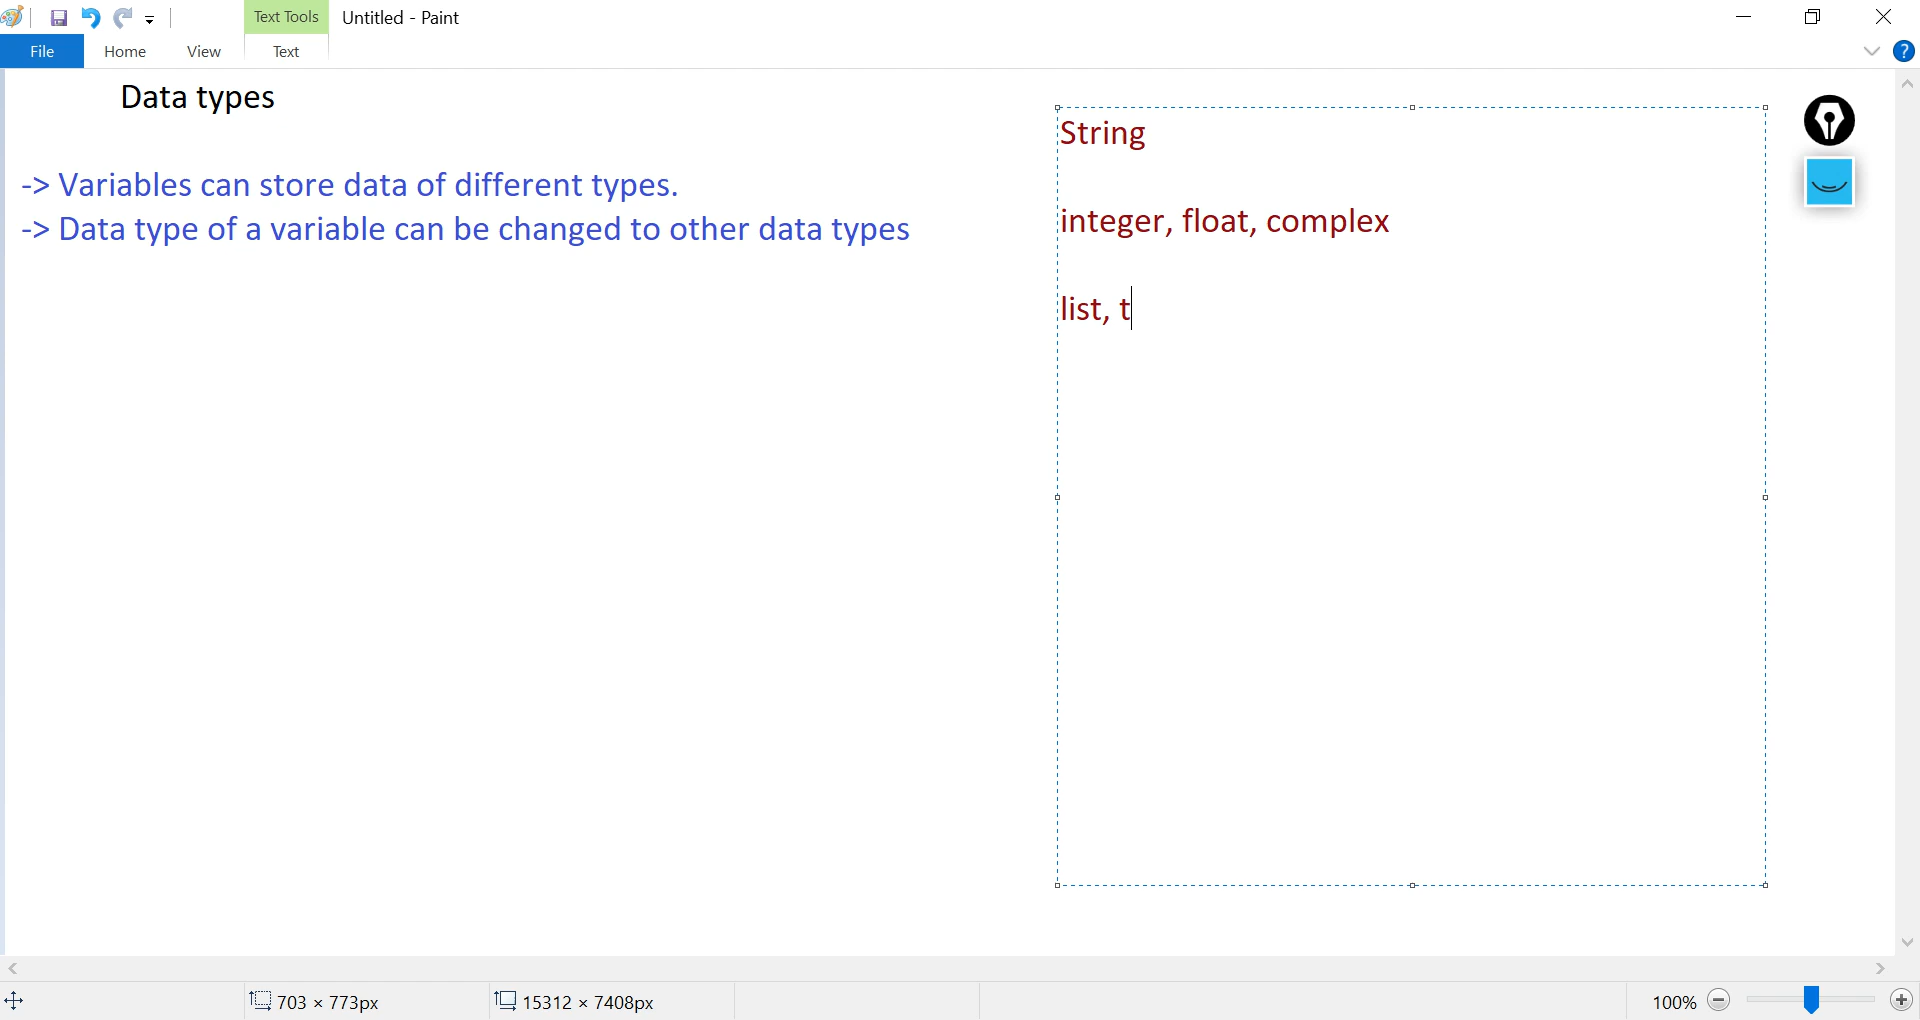 Text Tools
Untitled - Paint
File
Home
View
Text
?
Data types
-> Variables can store data of different types.
-> Data type of a variable can be changed to other data types
String
integer, float, complex
list, t
703 × 773px
15312 × 7408px
100%